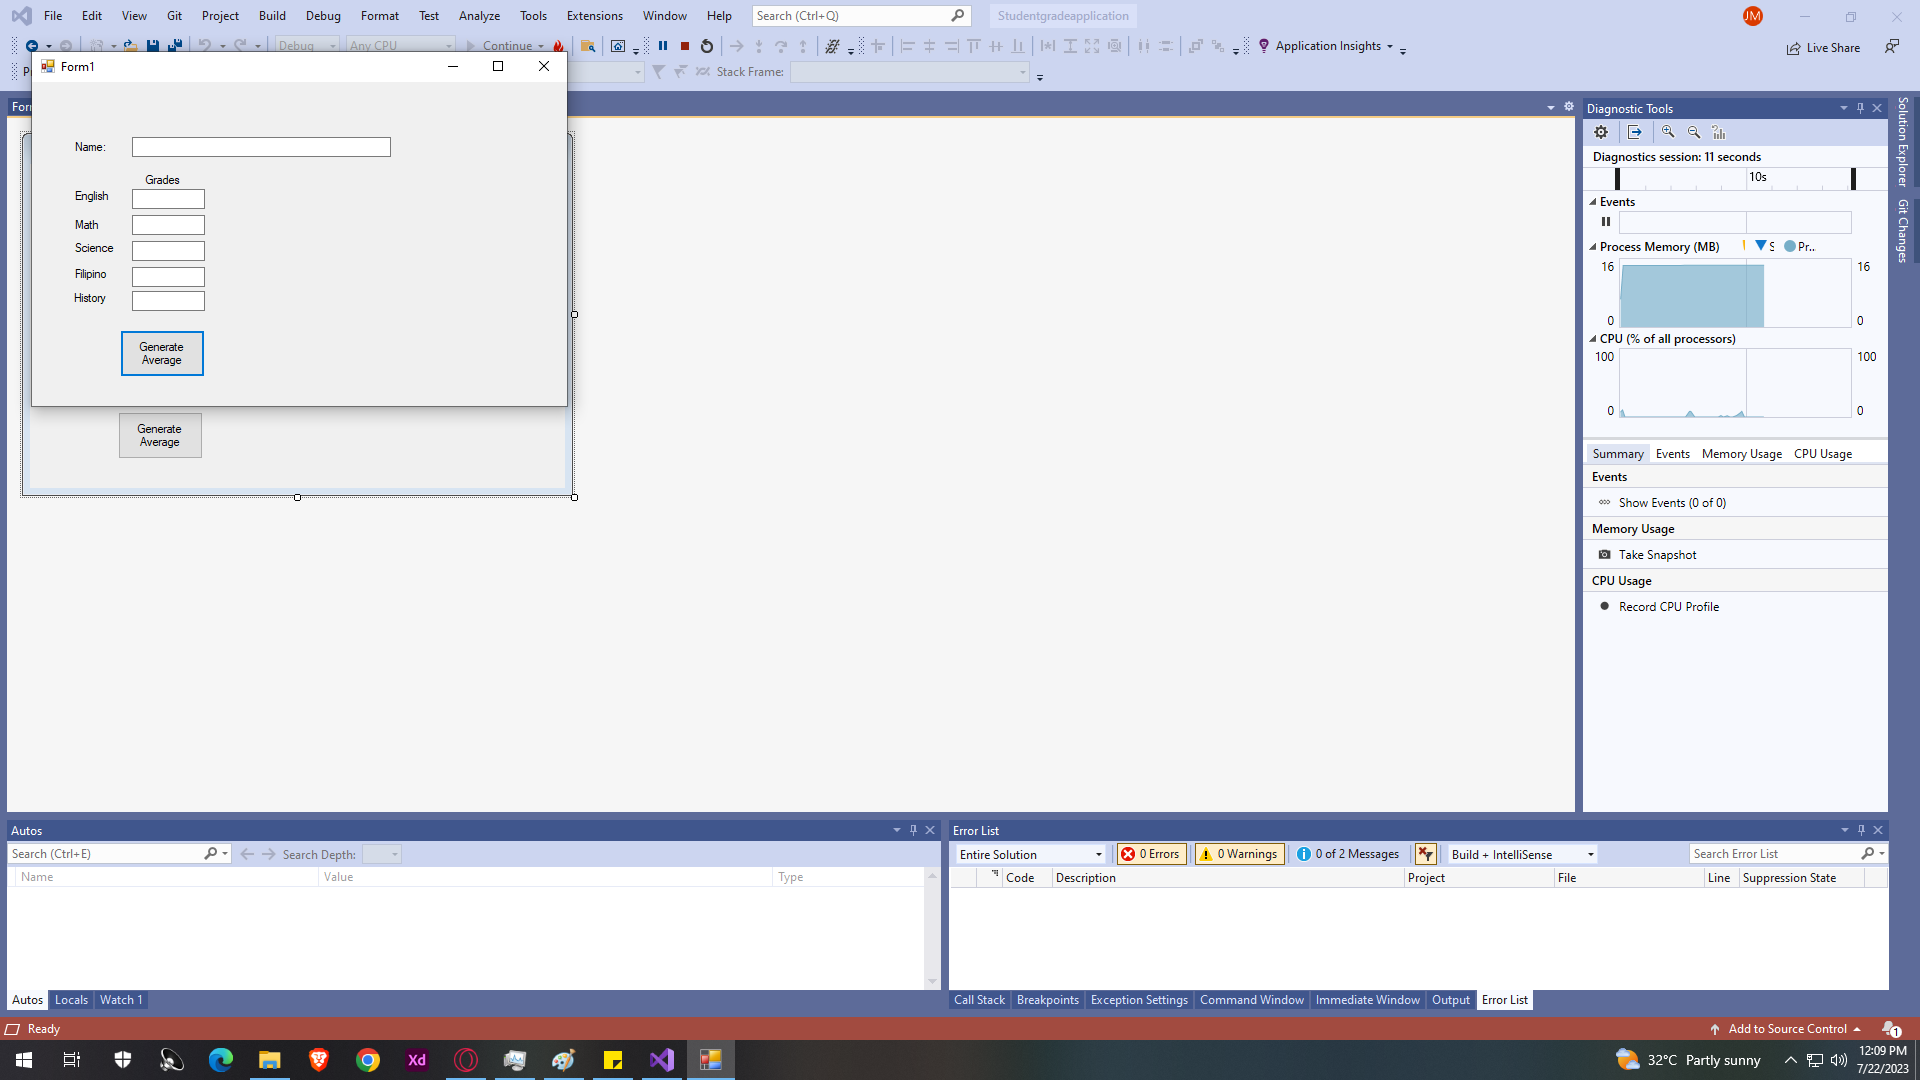 File Edit View Git Project Build Debug Format Test Analyze Tools Extensions Window Help Search (Ctrl+Q) Studentgradeapplication JM
Debug Any CPU Continue Application Insights Live Share
Stack Frame:
Form1
Name:
Grades
English
Math
Science
Filipino
History
Generate
Average
Generate
Average
Diagnostic Tools
Diagnostics session: 11 seconds
10s
Events
Process Memory (MB) S Pr...
16 16
0 0
CPU (% of all processors)
100 100
0 0
Summary Events Memory Usage CPU Usage
Events
Show Events (0 of 0)
Memory Usage
Take Snapshot
CPU Usage
Record CPU Profile
Solution Explorer
Git Changes
Autos
Search (Ctrl+E) Search Depth:
Name Value Type
Autos Locals Watch 1
Error List
Entire Solution 0 Errors 0 Warnings 0 of 2 Messages Build + IntelliSense Search Error List
Code Description Project File Line Suppression State
Call Stack Breakpoints Exception Settings Command Window Immediate Window Output Error List
Ready Add to Source Control 1
Xd 32°C Partly sunny 12:09 PM
7/22/2023